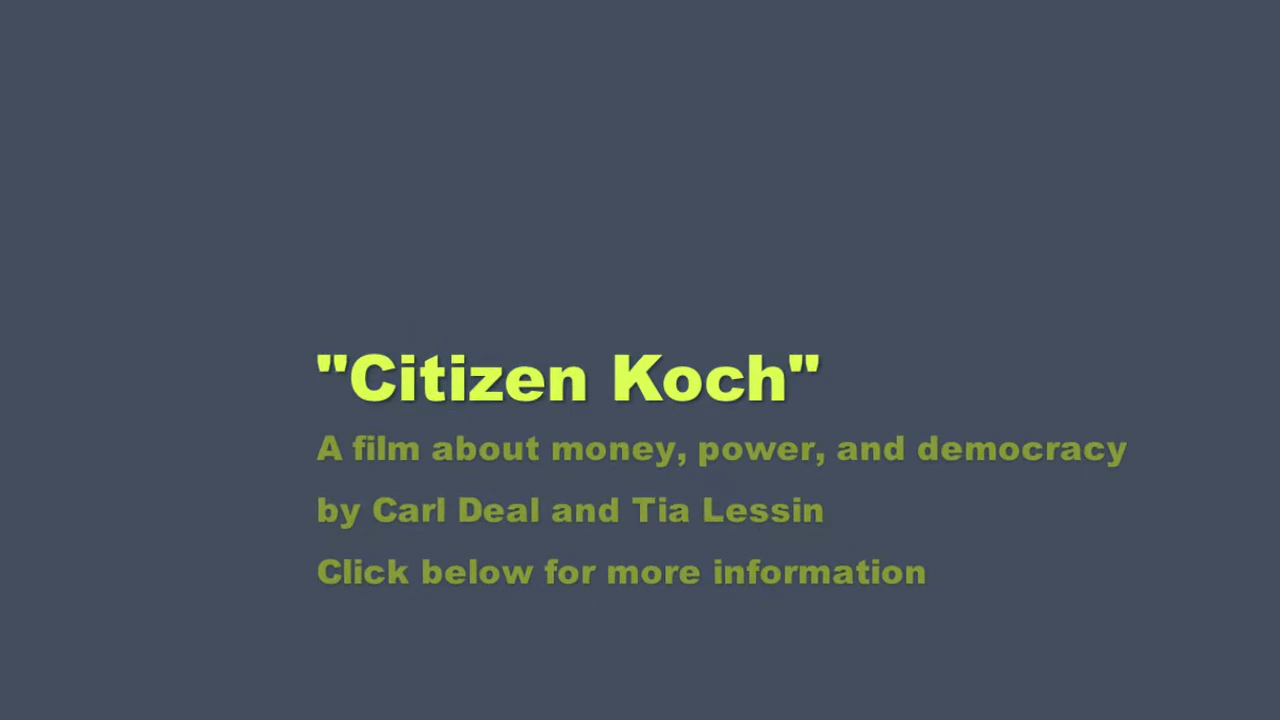 "Citizen Koch"
A film about money, power, and democracy
by Carl Deal and Tia Lessin
Click below for more information